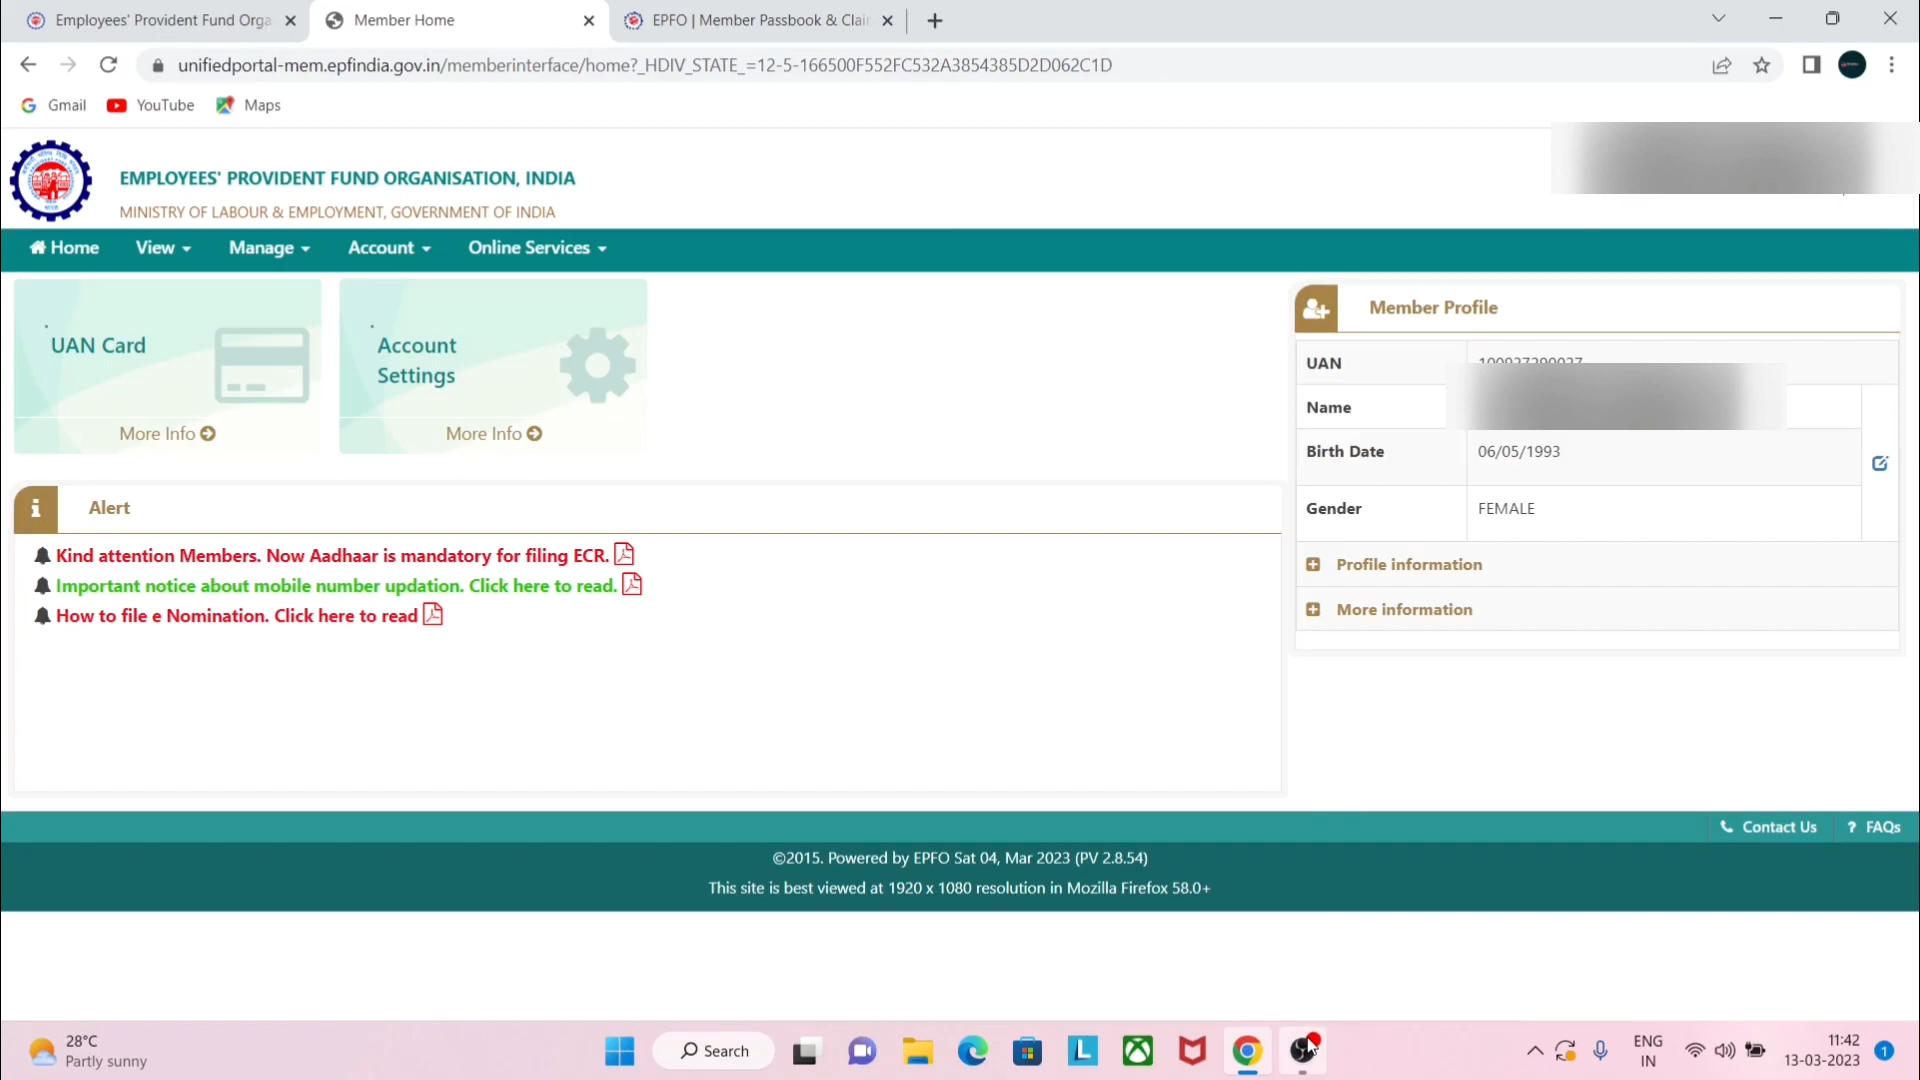 Employees' Provident Fund Orga
Member Home
EPFO | Member Passbook & Clai
unifiedportal-mem.epfindia.gov.in/memberinterface/home?_HDIV_STATE_=12-5-166500F552FC532A3854385D2D062C1D
Gmail YouTube Maps
EMPLOYEES' PROVIDENT FUND ORGANISATION, INDIA
MINISTRY OF LABOUR & EMPLOYMENT, GOVERNMENT OF INDIA
Home View Manage Account Online Services
UAN Card
More Info
Account
Settings
More Info
Alert
Kind attention Members. Now Aadhaar is mandatory for filing ECR.
Important notice about mobile number updation. Click here to read.
How to file e Nomination. Click here to read
Member Profile
UAN
Name
Birth Date 06/05/1993
Gender FEMALE
Profile information
More information
Contact Us ? FAQs
©2015. Powered by EPFO Sat 04, Mar 2023 (PV 2.8.54)
This site is best viewed at 1920 x 1080 resolution in Mozilla Firefox 58.0+
28°C
Partly sunny
Search
L
ENG
IN
11:42
13-03-2023
1